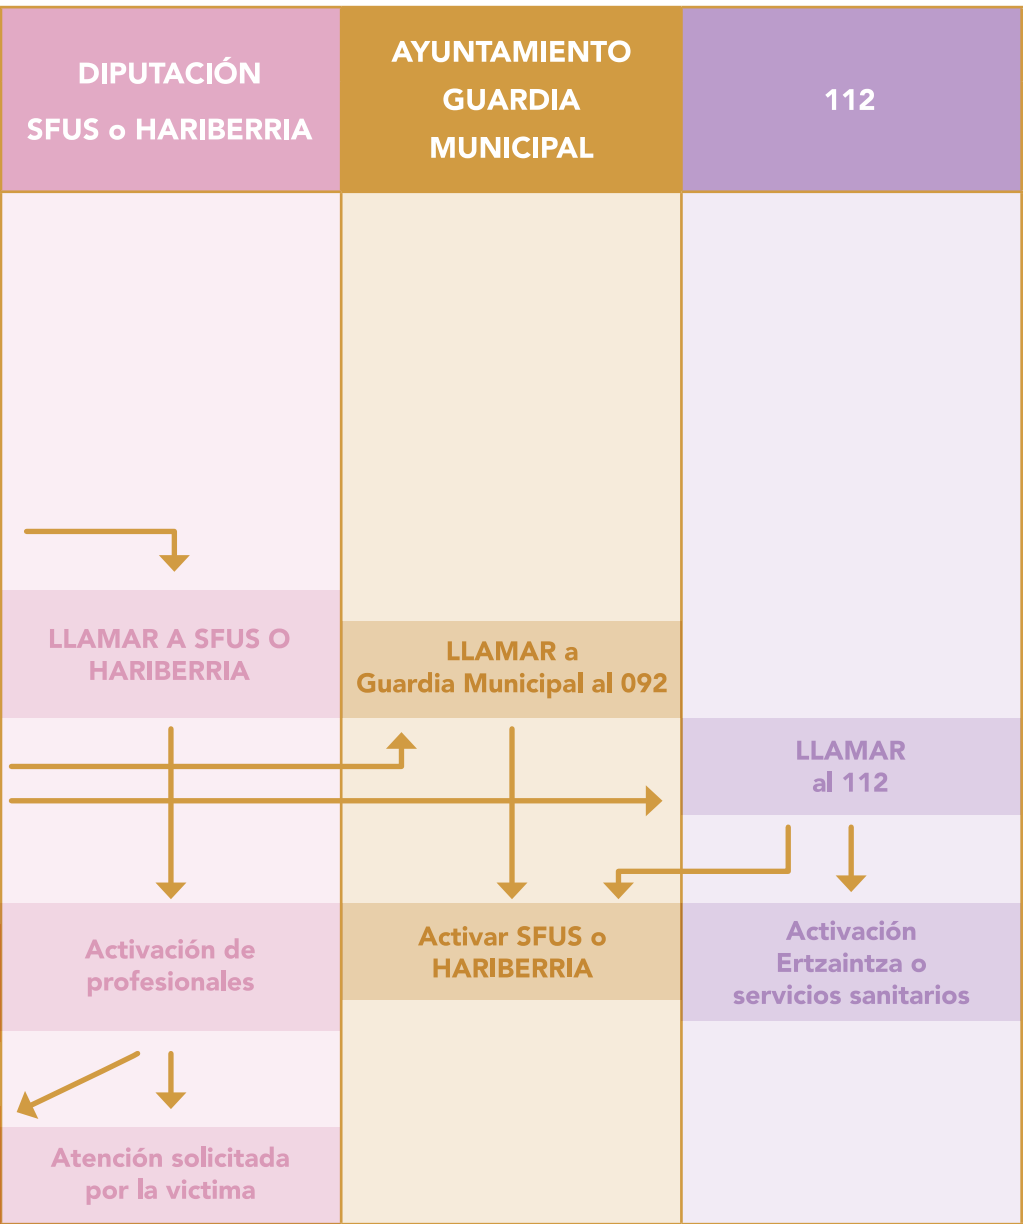 DIPUTACIÓN
SFUS o HARIBERRIA
AYUNTAMIENTO
GUARDIA
MUNICIPAL
112
LLAMAR A SFUS O
HARIBERRIA
LLAMAR a
Guardia Municipal al 092
LLAMAR
al 112
Activación de
profesionales
Activar SFUS o
HARIBERRIA
Activación
Ertzaintza o
servicios sanitarios
Atención solicitada
por la victima